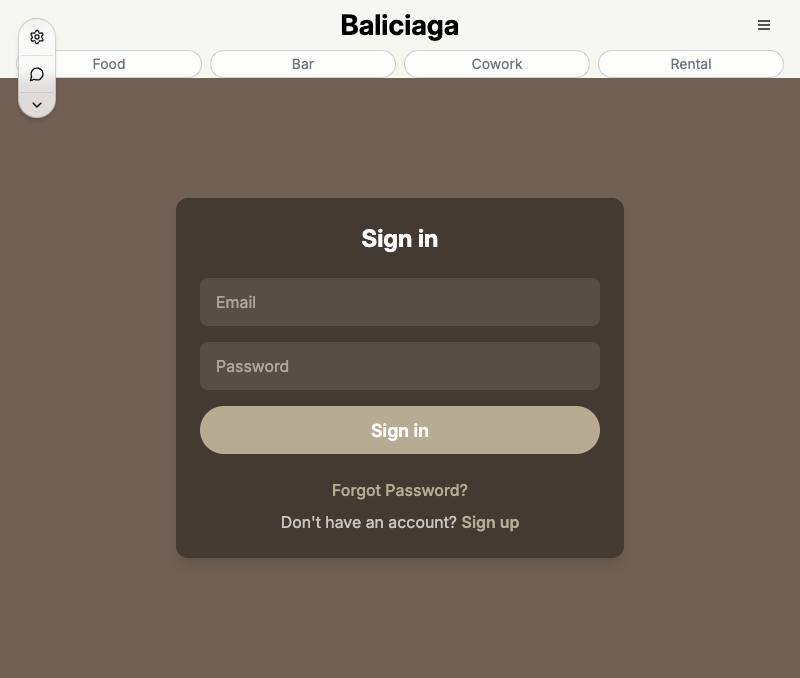 Baliciaga
Food
Bar
Cowork
Rental
Sign in
Email
Password
Sign in
Forgot Password?
Don't have an account? Sign up